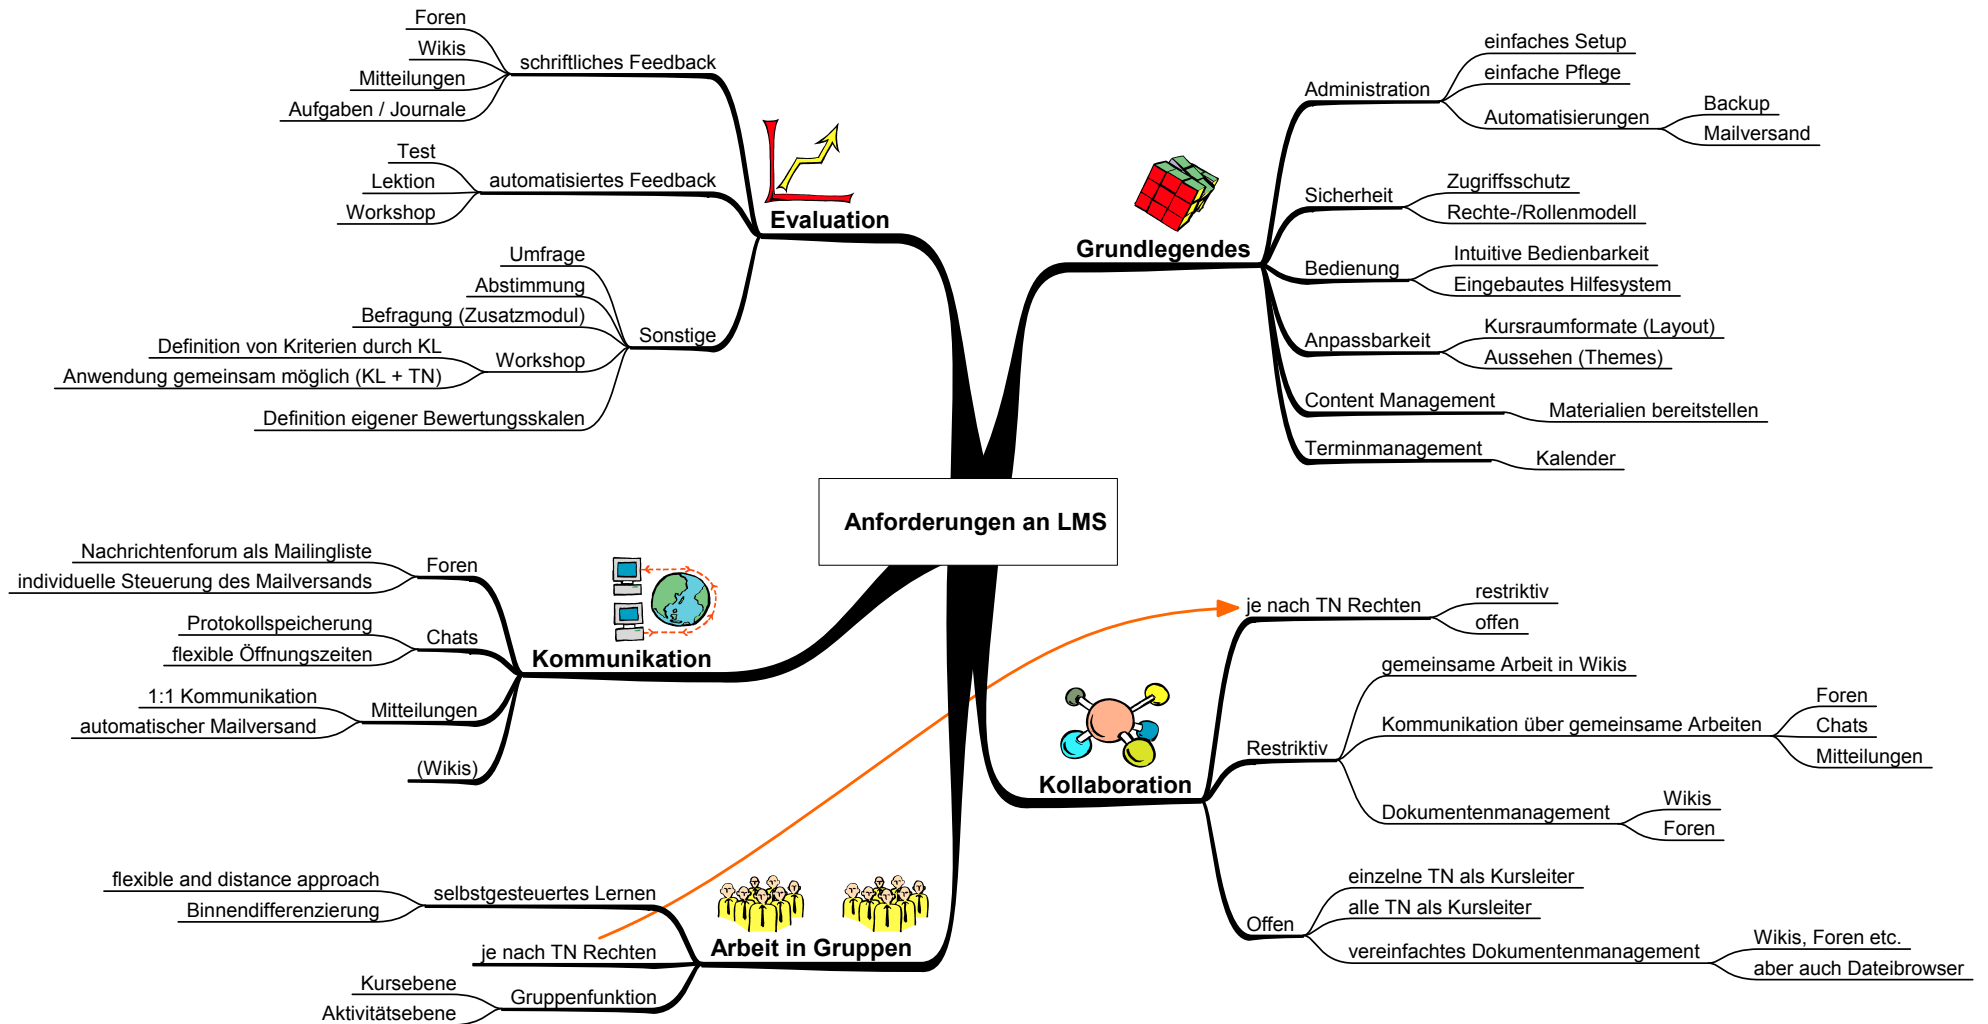 Anforderungen an LMS
Grundlegendes
Administration
einfaches Setup
einfache Pflege
Automatisierungen
Backup
Mailversand
Sicherheit
Zugriffsschutz
Rechte-/Rollenmodell
Bedienung
Intuitive Bedienbarkeit
Eingebautes Hilfesystem
Anpassbarkeit
Kursraumformate (Layout)
Aussehen (Themes)
Content Management
Materialien bereitstellen
Terminmanagement
Kalender
Kollaboration
je nach TN Rechten
restriktiv
offen
Restriktiv
gemeinsame Arbeit in Wikis
Kommunikation über gemeinsame Arbeiten
Foren
Chats
Mitteilungen
Dokumentenmanagement
Wikis
Foren
Offen
einzelne TN als Kursleiter
alle TN als Kursleiter
vereinfachtes Dokumentenmanagement
Wikis, Foren etc.
aber auch Dateibrowser
Evaluation
schriftliches Feedback
Foren
Wikis
Mitteilungen
Aufgaben / Journale
automatisiertes Feedback
Test
Lektion
Workshop
Sonstige
Umfrage
Abstimmung
Befragung (Zusatzmodul)
Workshop
Definition von Kriterien durch KL
Anwendung gemeinsam möglich (KL + TN)
Definition eigener Bewertungsskalen
Kommunikation
Foren
Nachrichtenforum als Mailingliste
individuelle Steuerung des Mailversands
Chats
Protokollspeicherung
flexible Öffnungszeiten
Mitteilungen
1:1 Kommunikation
automatischer Mailversand
(Wikis)
Arbeit in Gruppen
selbstgesteuertes Lernen
flexible and distance approach
Binnendifferenzierung
je nach TN Rechten
Gruppenfunktion
Kursebene
Aktivitätsebene